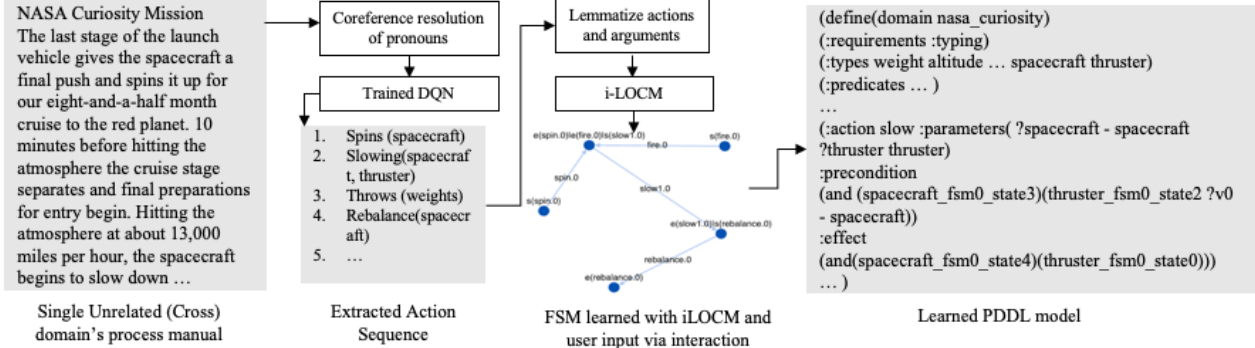 NASA Curiosity Mission
The last stage of the launch
vehicle gives the spacecraft a
final push and spins it up for
our eight-and-a-half month
cruise to the red planet. 10
minutes before hitting the
atmosphere the cruise stage
separates and final preparations
for entry begin. Hitting the
atmosphere at about 13,000
miles per hour, the spacecraft
begins to slow down …
Single Unrelated (Cross)
domain's process manual
Coreference resolution
of pronouns
Trained DQN
1. Spins (spacecraft)
2. Slowing(spacecraf
t, thruster)
3. Throws (weights)
4. Rebalance(spacecr
aft)
5. …
Extracted Action
Sequence
Lemmatize actions
and arguments
i-LOCM
e(spin.0)|e(fire.0)|s(slow1.0)
s(fire.0)
fire.0
spin.0
slow1.0
s(spin.0)
e(slow1.0)|s(rebalance.0)
rebalance.0
e(rebalance.0)
FSM learned with iLOCM and
user input via interaction
(define(domain nasa_curiosity)
(:requirements :typing)
(:types weight altitude … spacecraft thruster)
(:predicates … )
…
(:action slow :parameters( ?spacecraft - spacecraft
?thruster thruster)
:precondition
(and (spacecraft_fsm0_state3)(thruster_fsm0_state2 ?v0
- spacecraft))
:effect
(and(spacecraft_fsm0_state4)(thruster_fsm0_state0)))
… )
Learned PDDL model